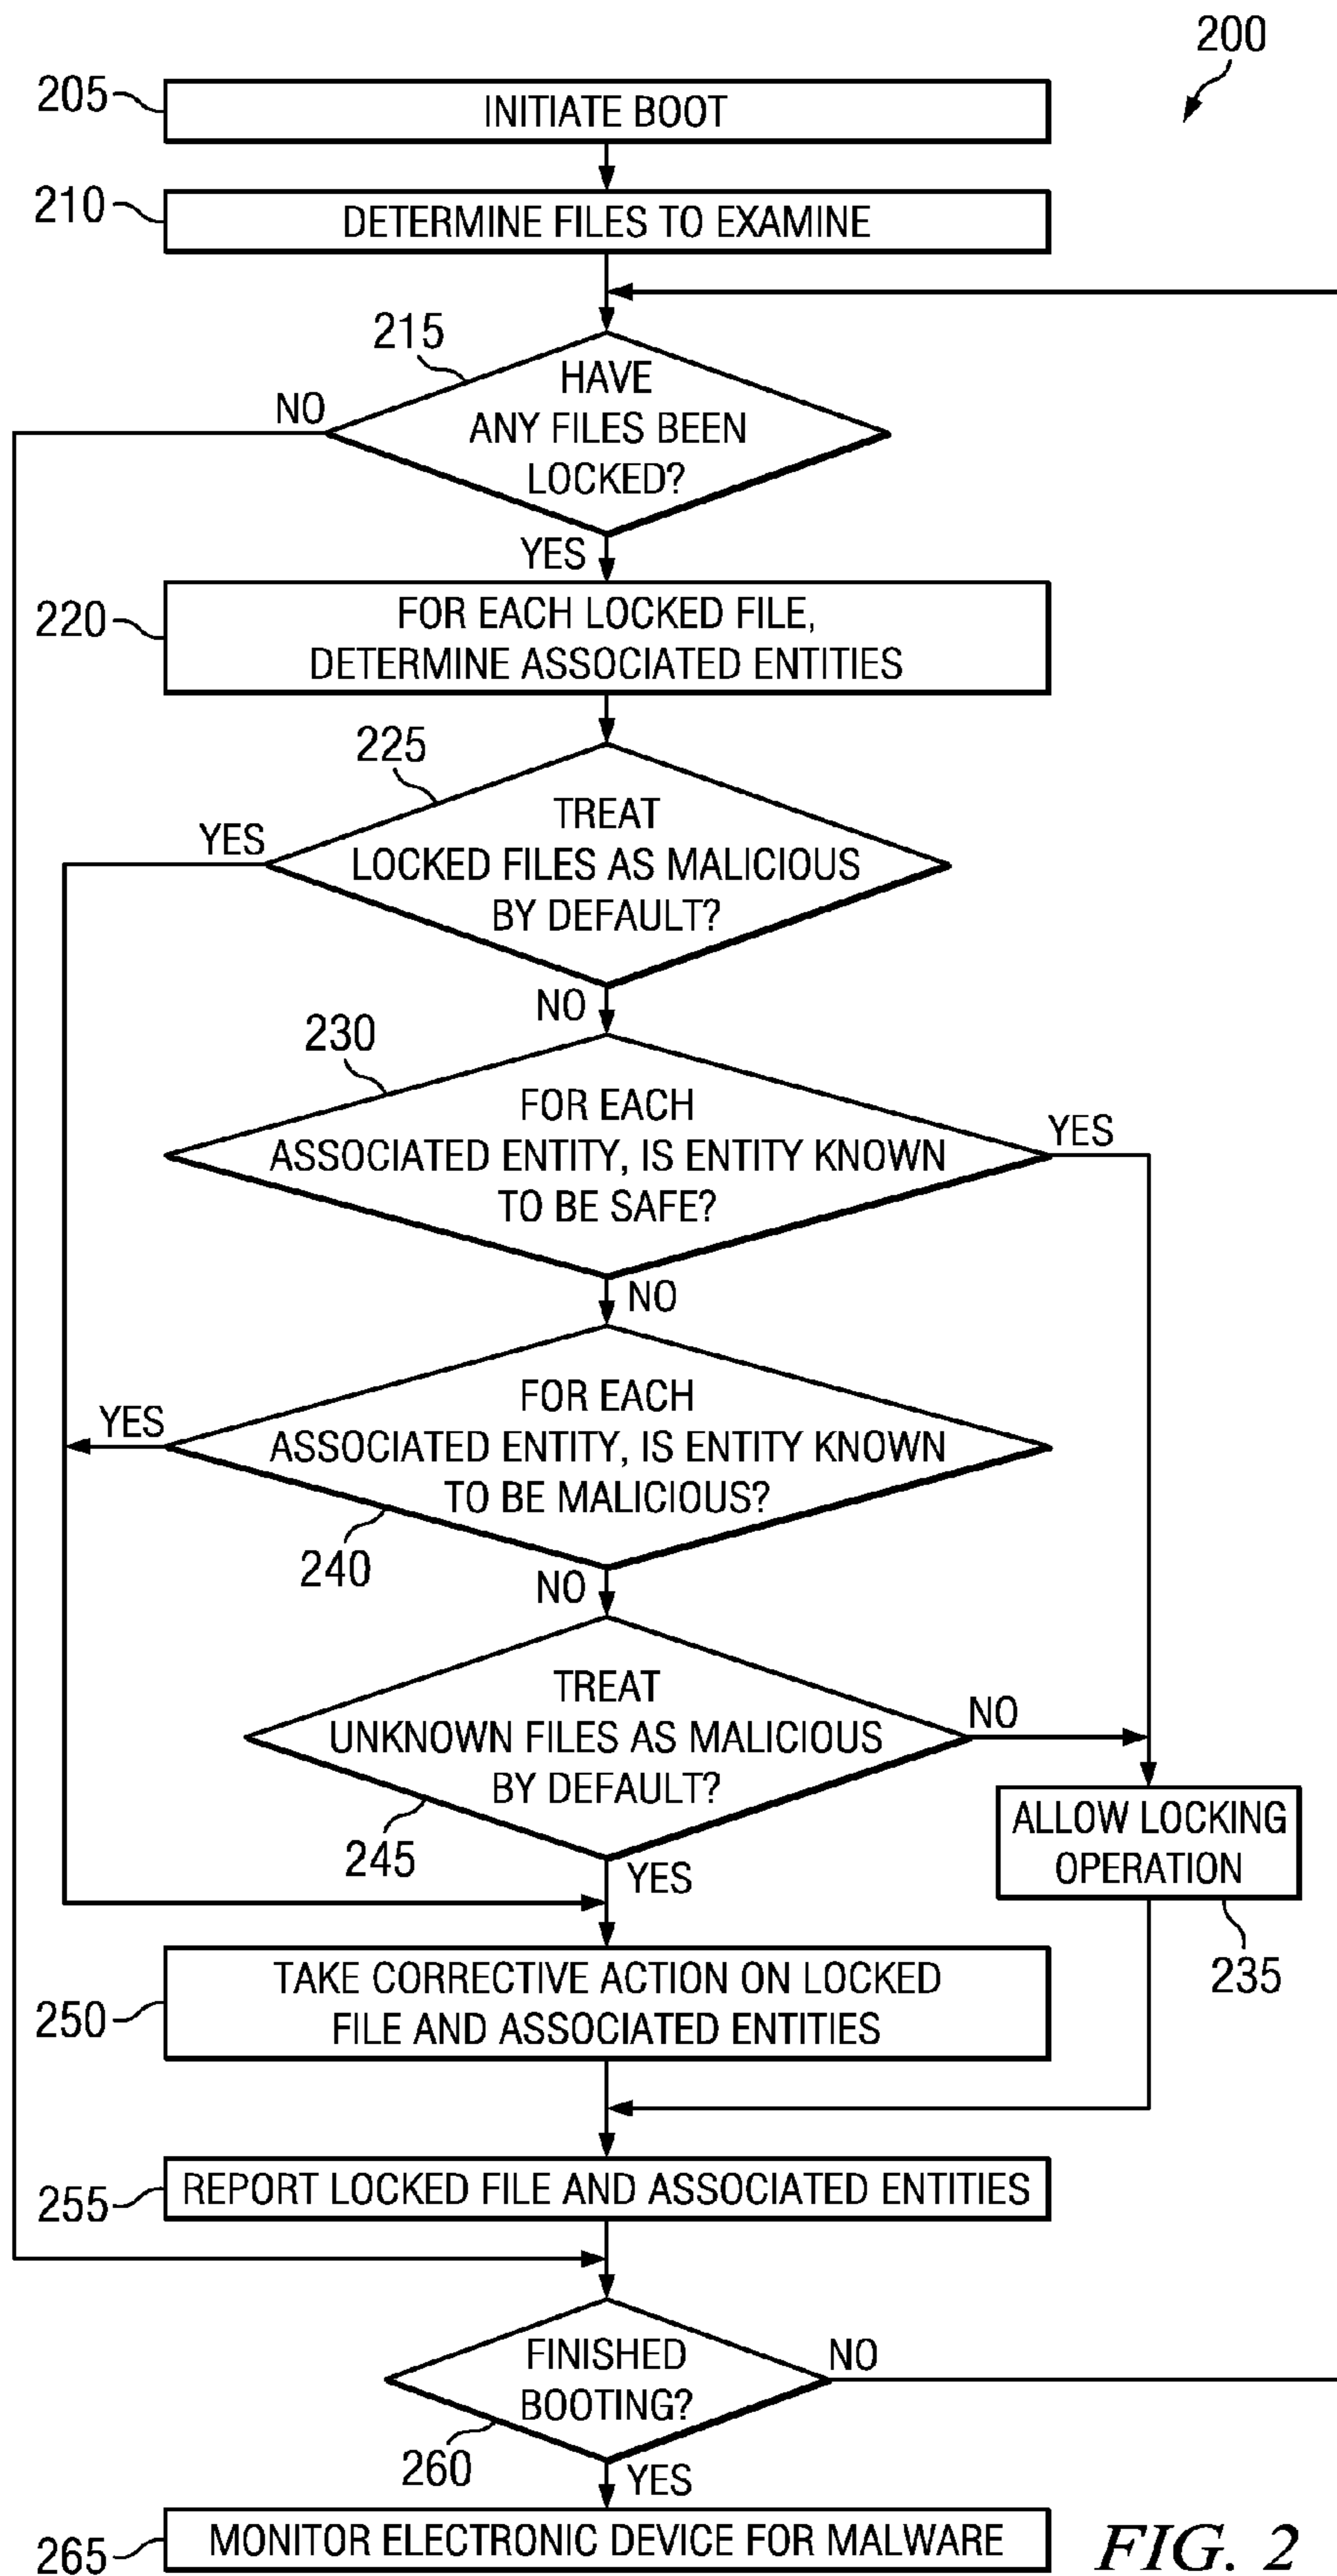 200
205
INITIATE BOOT
210
DETERMINE FILES TO EXAMINE
215
HAVE
ANY FILES BEEN
LOCKED?
NO
YES
220
FOR EACH LOCKED FILE,
DETERMINE ASSOCIATED ENTITIES
225
TREAT
LOCKED FILES AS MALICIOUS
BY DEFAULT?
YES
NO
230
FOR EACH
ASSOCIATED ENTITY, IS ENTITY KNOWN
TO BE SAFE?
YES
NO
FOR EACH
ASSOCIATED ENTITY, IS ENTITY KNOWN
TO BE MALICIOUS?
YES
240
NO
TREAT
UNKNOWN FILES AS MALICIOUS
BY DEFAULT?
NO
245
YES
ALLOW LOCKING
OPERATION
235
250
TAKE CORRECTIVE ACTION ON LOCKED
FILE AND ASSOCIATED ENTITIES
255
REPORT LOCKED FILE AND ASSOCIATED ENTITIES
FINISHED
BOOTING?
NO
260
YES
265
MONITOR ELECTRONIC DEVICE FOR MALWARE
FIG. 2